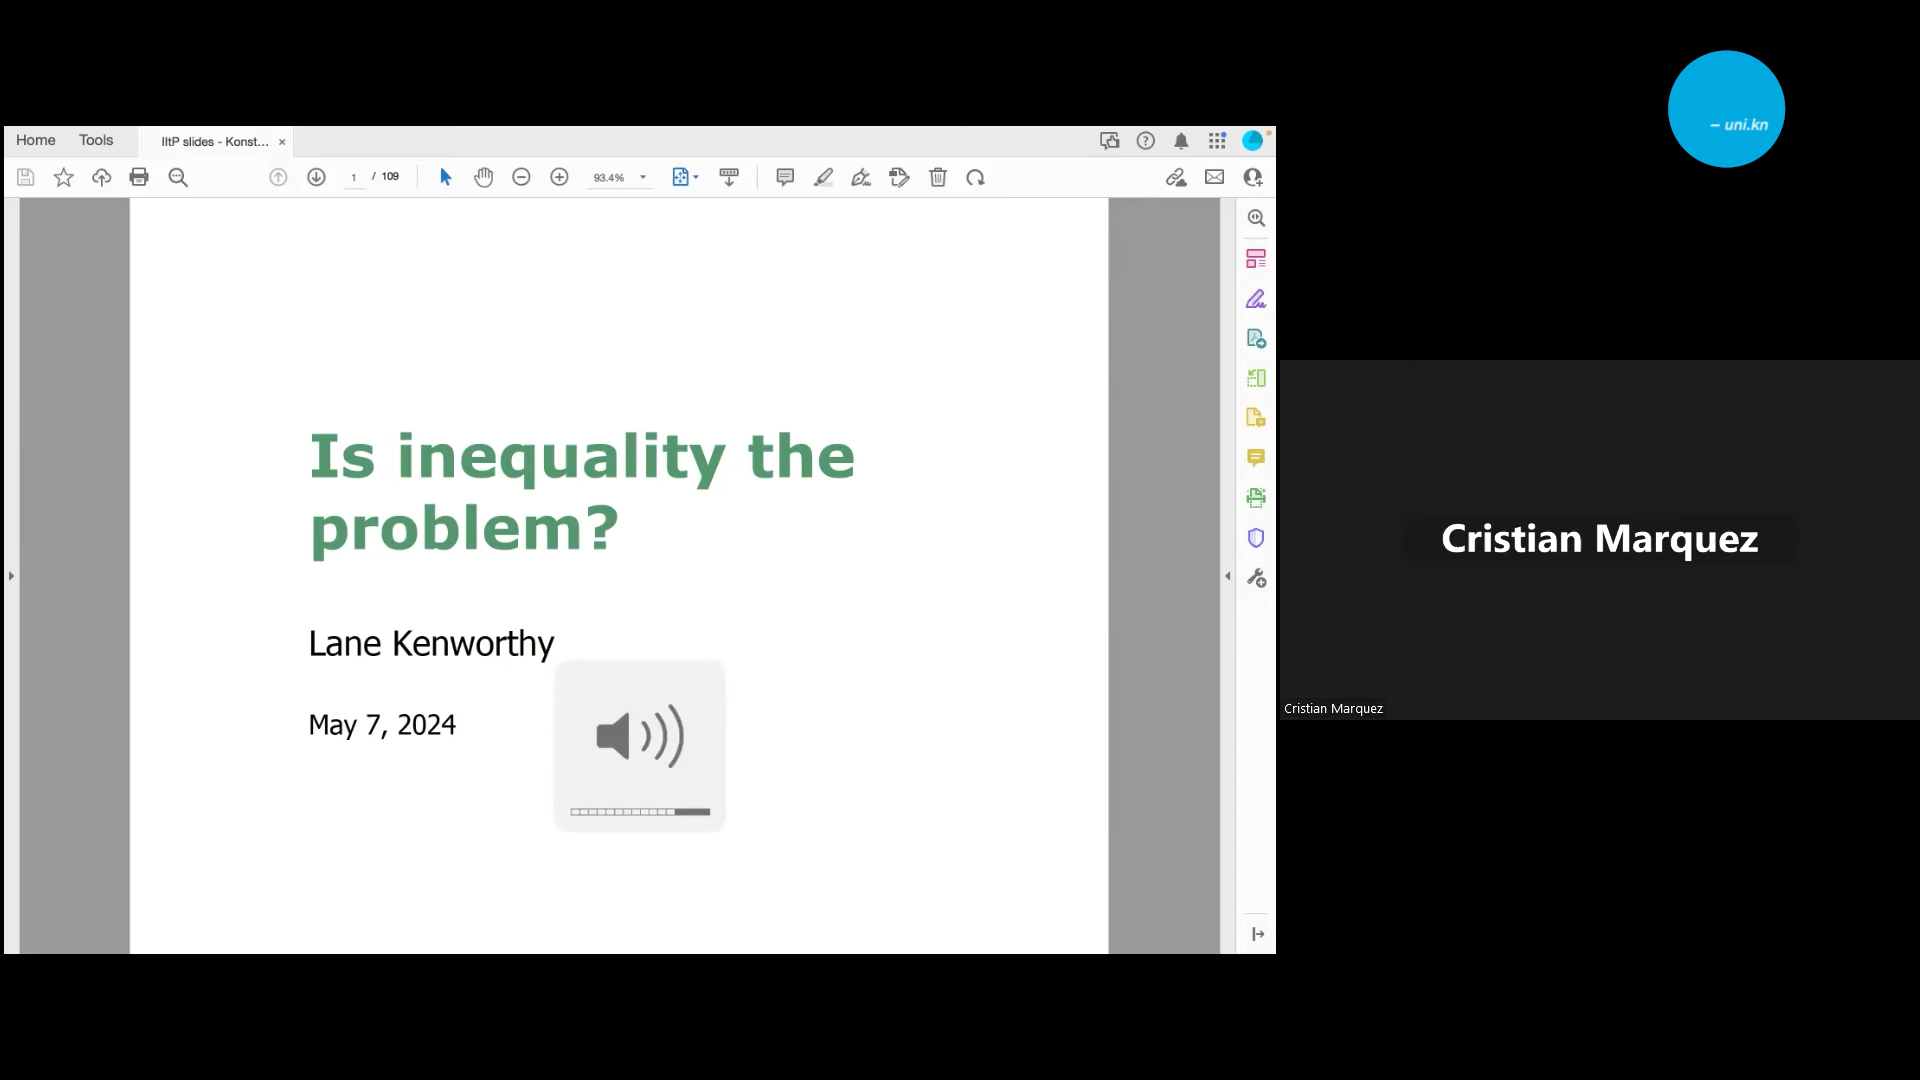 – uni.kn
Home Tools IItP slides - Konst... ×
1 / 109 93.4%
Is inequality the
problem?
Lane Kenworthy
May 7, 2024
Cristian Marquez
Cristian Marquez